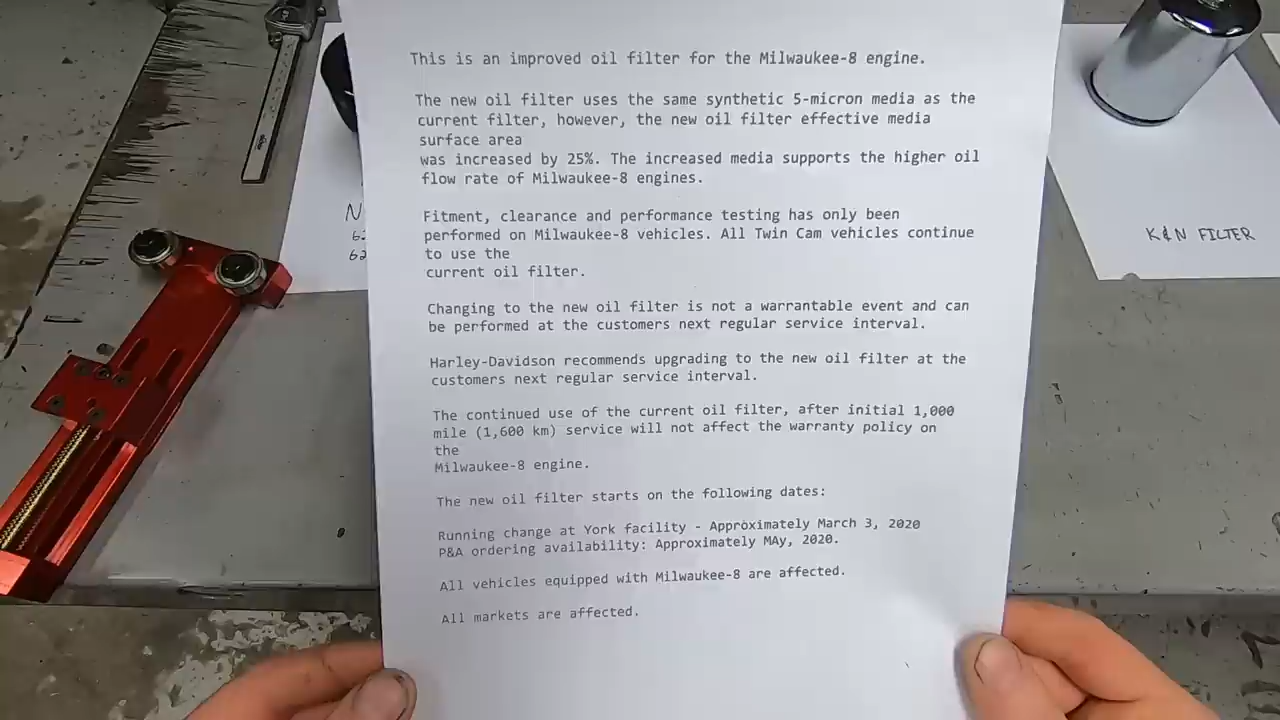 This is an improved oil filter for the Milwaukee-8 engine.
The new oil filter uses the same synthetic 5-micron media as the
current filter, however, the new oil filter effective media
surface area
was increased by 25%. The increased media supports the higher oil
flow rate of Milwaukee-8 engines.
Fitment, clearance and performance testing has only been
performed on Milwaukee-8 vehicles. All Twin Cam vehicles continue
to use the
current oil filter.
Changing to the new oil filter is not a warrantable event and can
be performed at the customers next regular service interval.
Harley-Davidson recommends upgrading to the new oil filter at the
customers next regular service interval.
The continued use of the current oil filter, after initial 1,000
mile (1,600 km) service will not affect the warranty policy on
the
Milwaukee-8 engine.
The new oil filter starts on the following dates:
Running change at York facility - Approximately March 3, 2020
P&A ordering availability: Approximately MAy, 2020.
All vehicles equipped with Milwaukee-8 are affected.
All markets are affected.
N
62
K&N FILTER